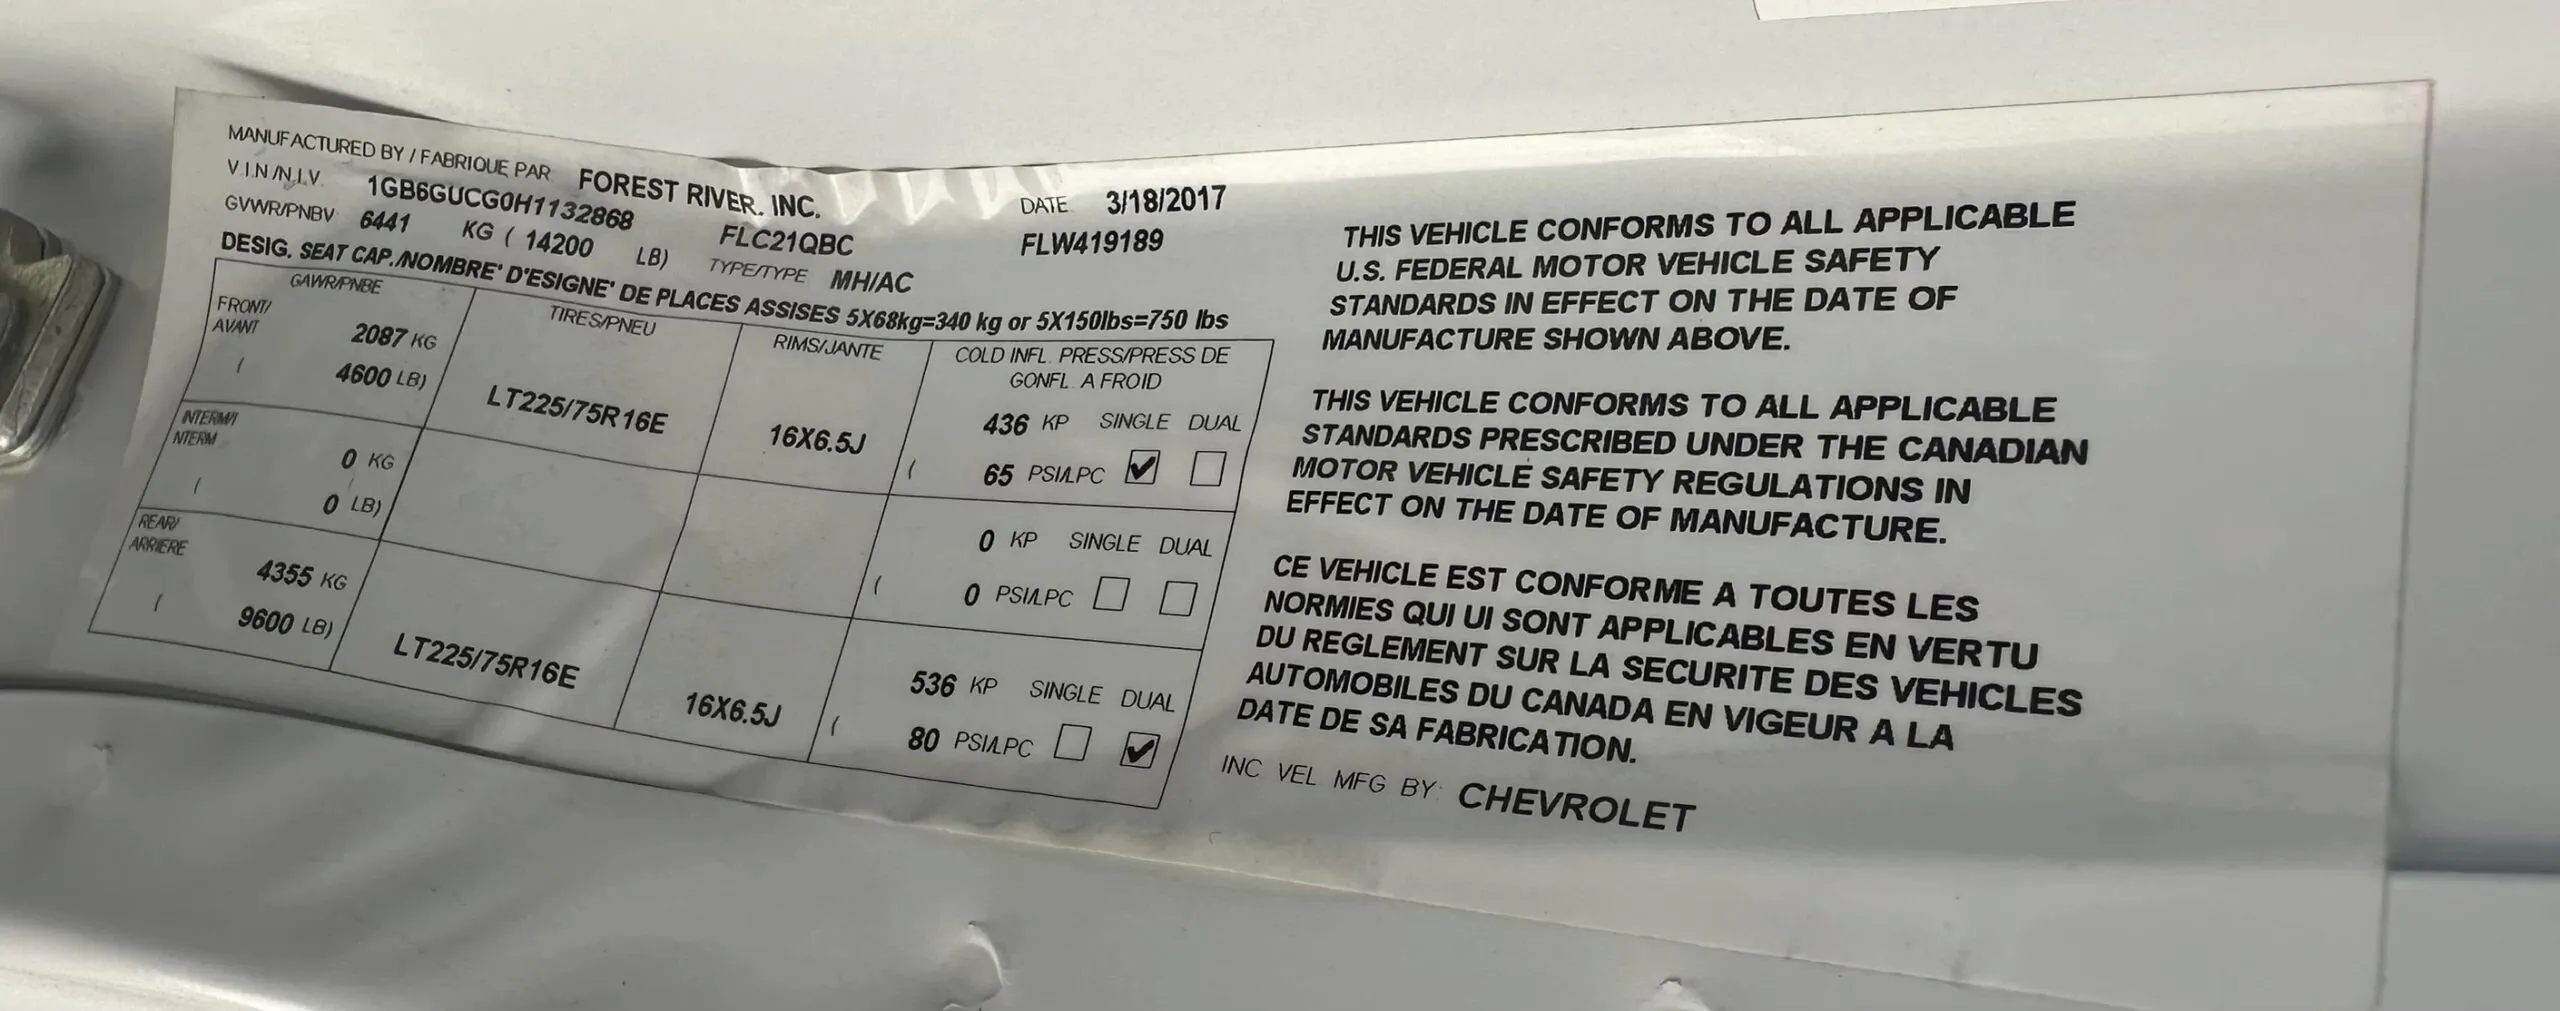 MANUFACTURED BY / FABRIQUE PAR FOREST RIVER, INC. DATE 3/18/2017
V.I.N/N.I.V. 1GB6GUCG0H1132868 FLC21QBC FLW419189
GVWR/PNBV 6441 KG ( 14200 LB) TYPE/TYPE MH/AC
DESIG. SEAT CAP./NOMBRE' D'ESIGNE' DE PLACES ASSISES 5X68kg=340 kg or 5X150lbs=750 lbs
GAWR/PNBE TIRES/PNEU RIMS/JANTE COLD INFL. PRESS/PRESS DE
GONFL. A FROID
FRONT/
AVANT 2087 KG LT225/75R16E 16X6.5J 436 KP SINGLE DUAL
( 4600 LB) ( 65 PSI/LPC ✔
INTERM/I
NTERM 0 KG 0 KP SINGLE DUAL
( 0 LB) ( 0 PSI/LPC
REAR/
ARRIERE 4355 KG LT225/75R16E 16X6.5J 536 KP SINGLE DUAL
( 9600 LB) ( 80 PSI/LPC ✔
THIS VEHICLE CONFORMS TO ALL APPLICABLE
U.S. FEDERAL MOTOR VEHICLE SAFETY
STANDARDS IN EFFECT ON THE DATE OF
MANUFACTURE SHOWN ABOVE.
THIS VEHICLE CONFORMS TO ALL APPLICABLE
STANDARDS PRESCRIBED UNDER THE CANADIAN
MOTOR VEHICLE SAFETY REGULATIONS IN
EFFECT ON THE DATE OF MANUFACTURE.
CE VEHICLE EST CONFORME A TOUTES LES
NORMIES QUI UI SONT APPLICABLES EN VERTU
DU REGLEMENT SUR LA SECURITE DES VEHICLES
AUTOMOBILES DU CANADA EN VIGEUR A LA
DATE DE SA FABRICATION.
INC VEL MFG BY: CHEVROLET